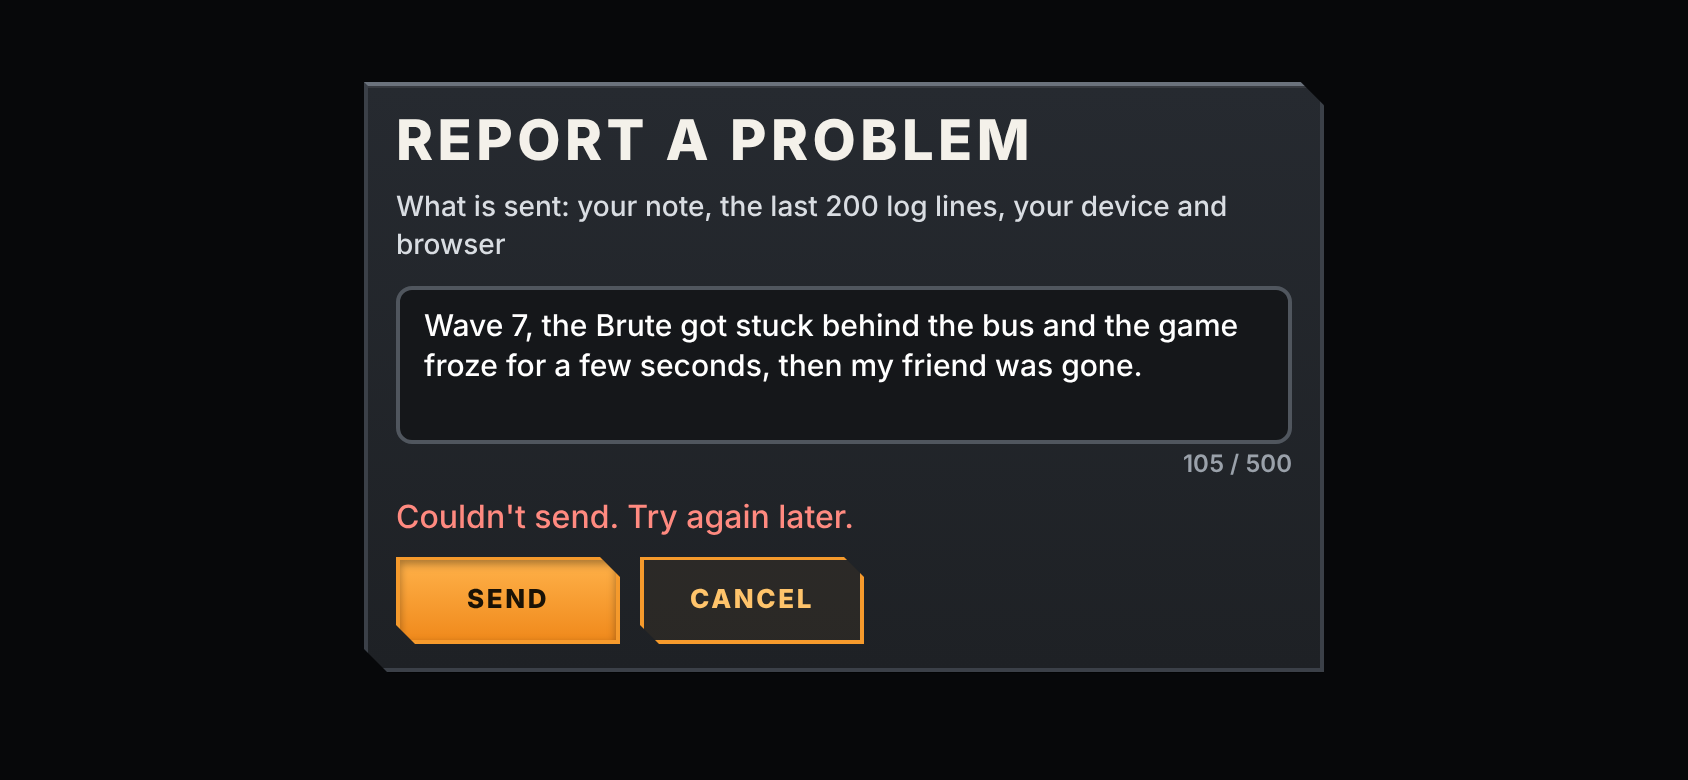 REPORT A PROBLEM
What is sent: your note, the last 200 log lines, your device and
browser
Wave 7, the Brute got stuck behind the bus and the game
froze for a few seconds, then my friend was gone.
105 / 500
Couldn't send. Try again later.
SEND
CANCEL